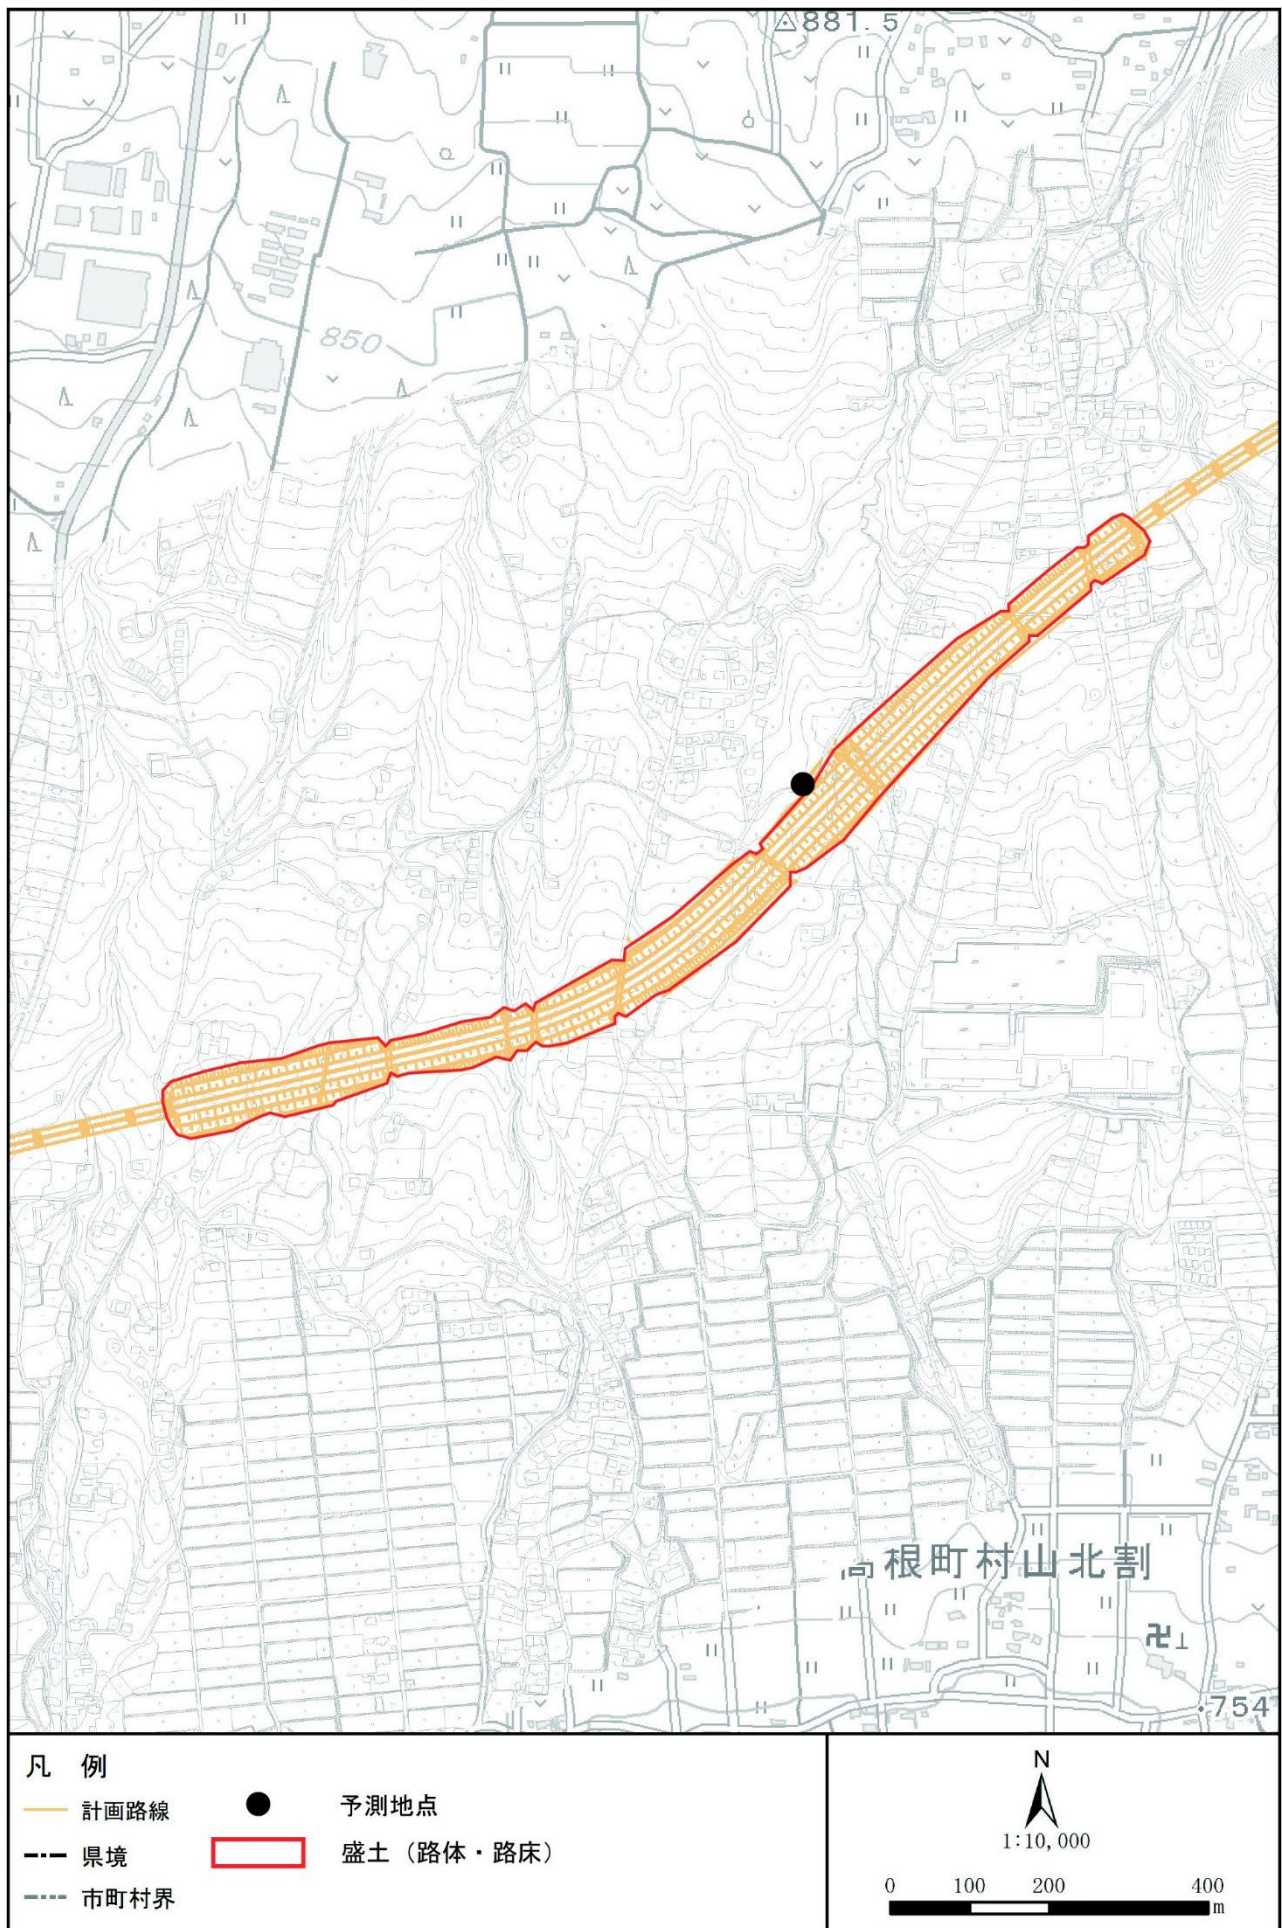 881.5
850
高根町村山北割
754
凡 例
計画路線
予測地点
県境
盛土（路体・路床）
市町村界
N
1:10,000
0 100 200 400
m